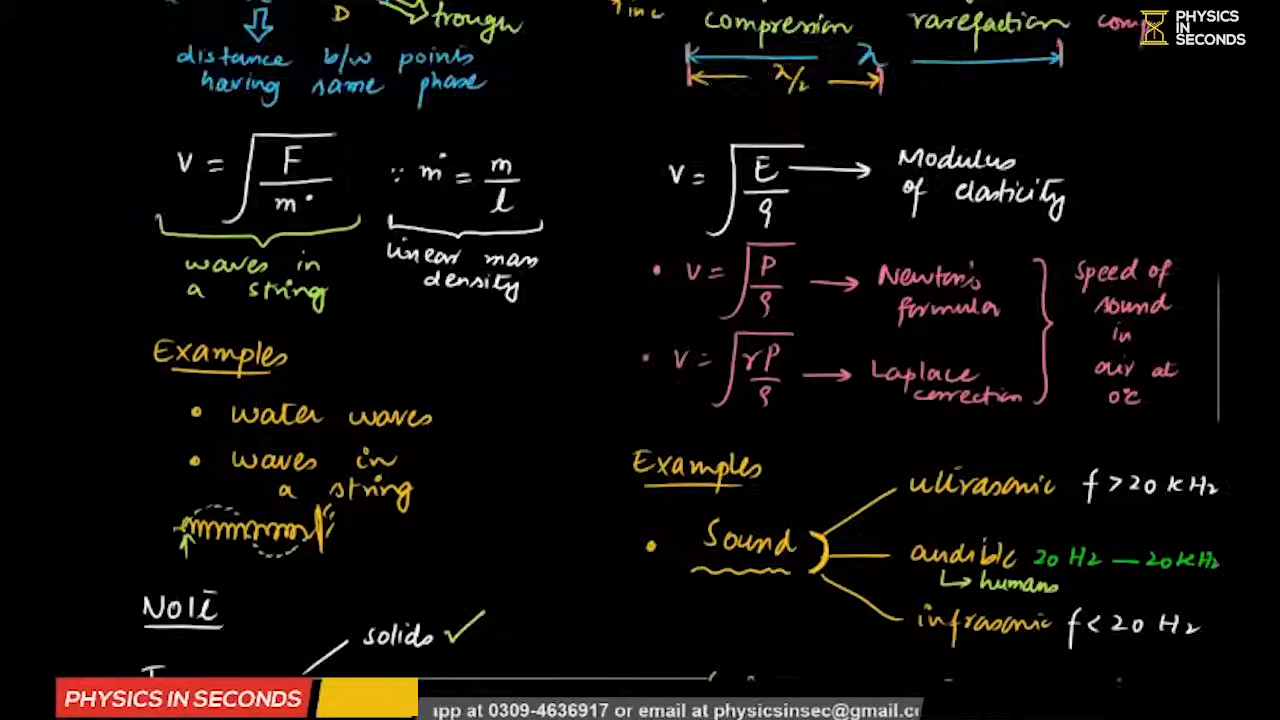 D
trough
inc
compression
rarefaction
PHYSICS
IN
SECONDS
distance b/w points
having same phase
λ
λ/2
v = √(F/m°)
∵ m° = m/l
waves in
a string
linear mass
density
v = √(E/ρ) → Modulus
of elasticity
• v = √(P/ρ) → Newton's
formula
• v = √(γP/ρ) → Laplace
correction
speed of
sound
in
air at
0°C
Examples
• water waves
• waves in
a string
Examples
• Sound
ultrasonic f > 20 kHz
audible 20 Hz — 20 kHz
↳ humans
infrasonic f < 20 Hz
Note
solids ✓
PHYSICS IN SECONDS
app at 0309-4636917 or email at physicsinsec@gmail.co